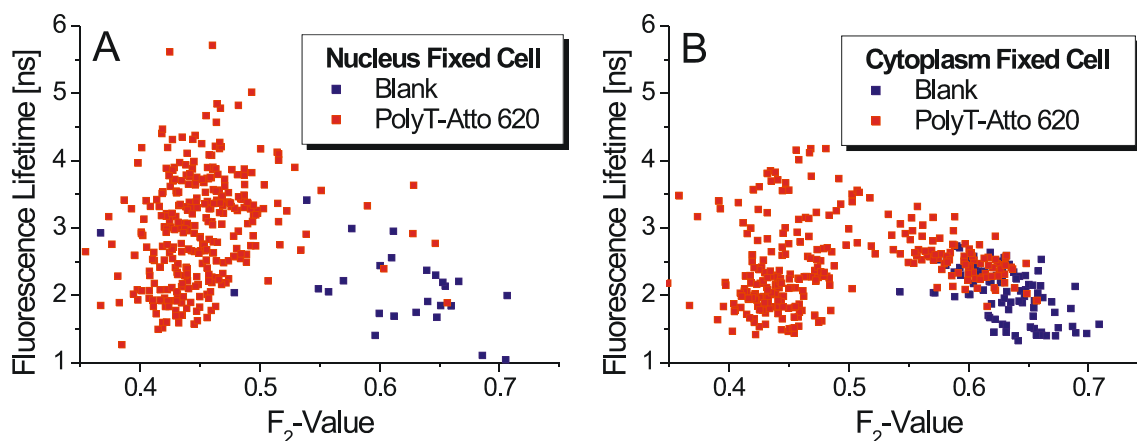 A
Nucleus Fixed Cell
Blank
PolyT-Atto 620
Fluorescence Lifetime [ns]
6
5
4
3
2
1
0.4 0.5 0.6 0.7
F2-Value
B
Cytoplasm Fixed Cell
Blank
PolyT-Atto 620
Fluorescence Lifetime [ns]
6
5
4
3
2
1
0.4 0.5 0.6 0.7
F2-Value